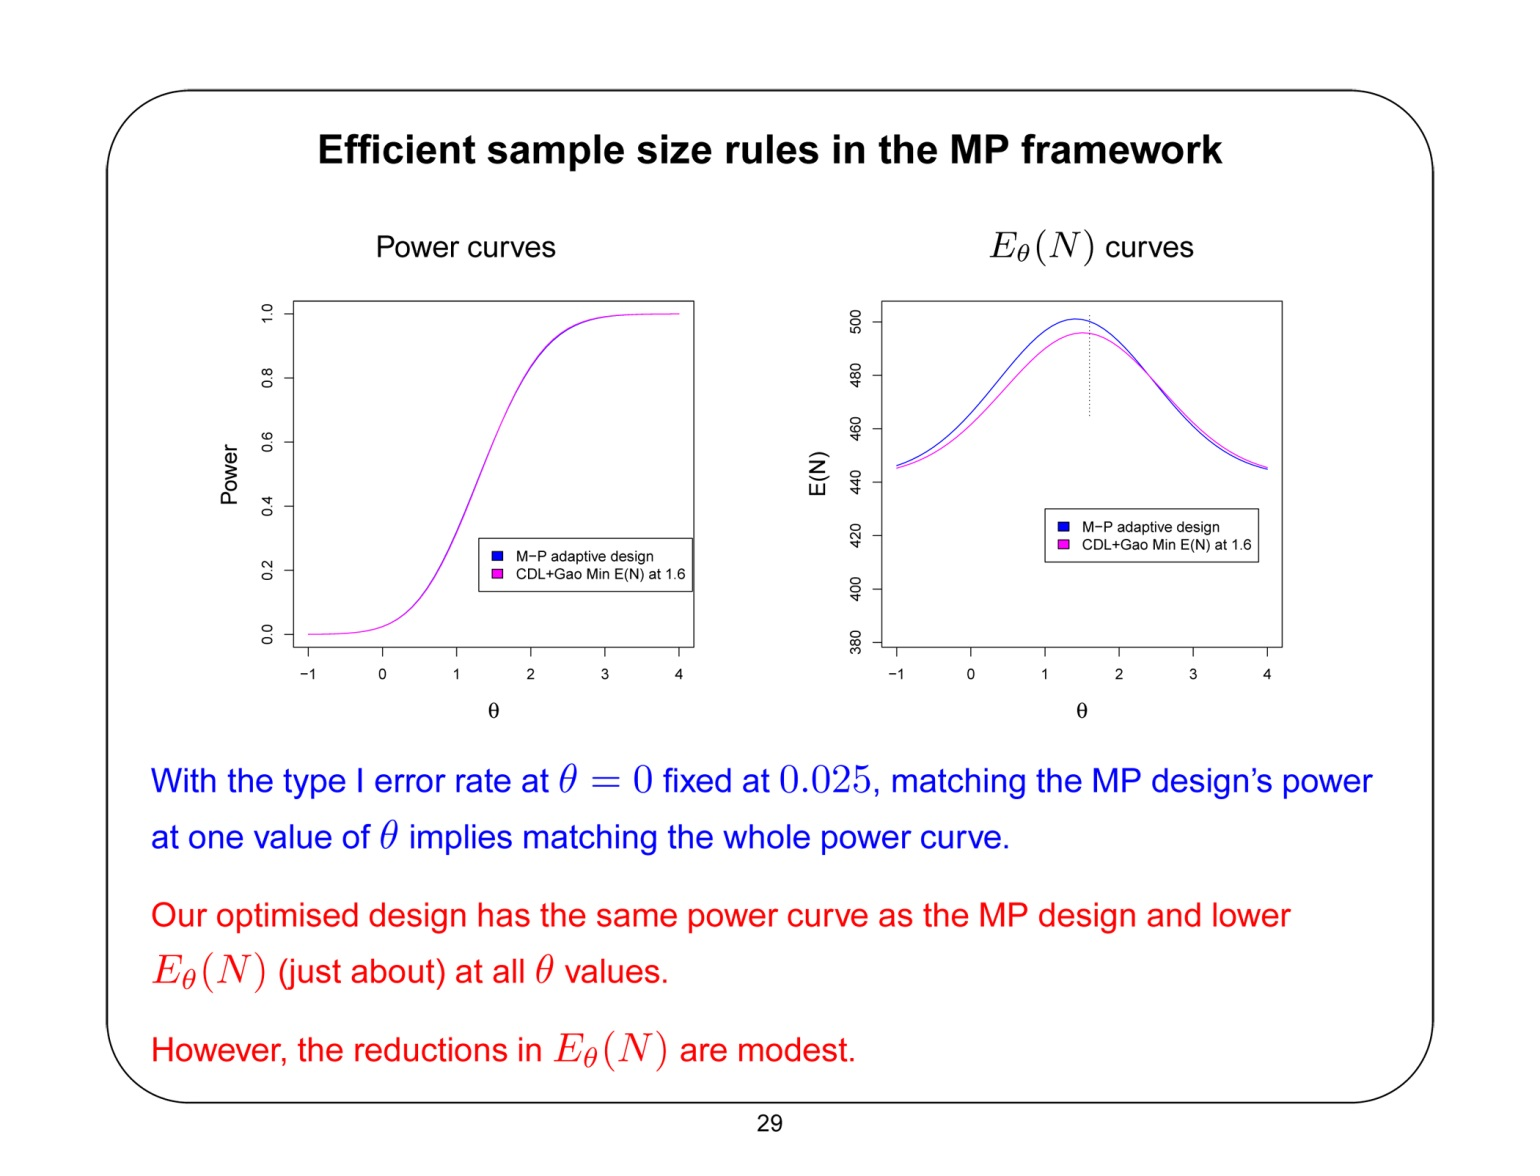 Efficient sample size rules in the MP framework
Power curves
E_θ(N) curves
Power
0.0 0.2 0.4 0.6 0.8 1.0
M−P adaptive design
CDL+Gao Min E(N) at 1.6
−1 0 1 2 3 4
θ
E(N)
380 400 420 440 460 480 500
M−P adaptive design
CDL+Gao Min E(N) at 1.6
−1 0 1 2 3 4
θ
With the type I error rate at θ = 0 fixed at 0.025, matching the MP design’s power
at one value of θ implies matching the whole power curve.
Our optimised design has the same power curve as the MP design and lower
E_θ(N) (just about) at all θ values.
However, the reductions in E_θ(N) are modest.
29